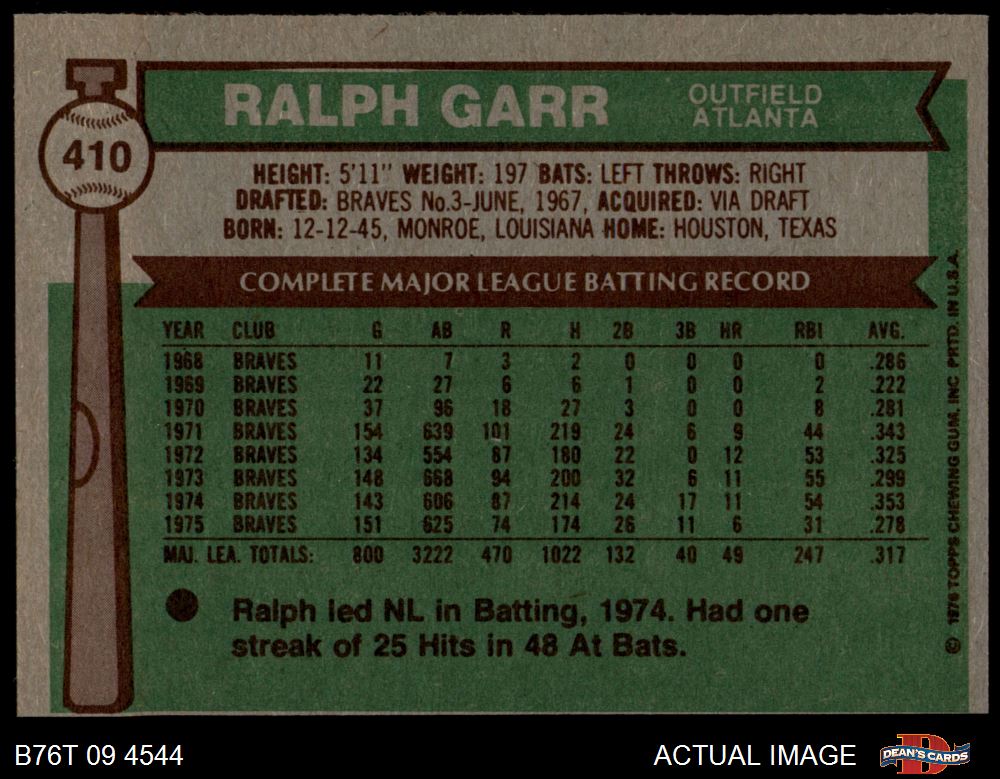 410
RALPH GARR OUTFIELD
ATLANTA
HEIGHT: 5'11" WEIGHT: 197 BATS: LEFT THROWS: RIGHT
DRAFTED: BRAVES No.3-JUNE, 1967, ACQUIRED: VIA DRAFT
BORN: 12-12-45, MONROE, LOUISIANA HOME: HOUSTON, TEXAS
COMPLETE MAJOR LEAGUE BATTING RECORD
YEAR CLUB G AB R H 2B 3B HR RBI AVG.
1968 BRAVES 11 7 3 2 0 0 0 0 .286
1969 BRAVES 22 27 6 6 1 0 0 2 .222
1970 BRAVES 37 96 18 27 3 0 0 8 .281
1971 BRAVES 154 639 101 219 24 6 9 44 .343
1972 BRAVES 134 554 87 180 22 0 12 53 .325
1973 BRAVES 148 668 94 200 32 6 11 55 .299
1974 BRAVES 143 606 87 214 24 17 11 54 .353
1975 BRAVES 151 625 74 174 26 11 6 31 .278
MAJ. LEA. TOTALS: 800 3222 470 1022 132 40 49 247 .317
Ralph led NL in Batting, 1974. Had one
streak of 25 Hits in 48 At Bats.
© 1976 TOPPS CHEWING GUM, INC PRTD. IN U.S.A.
B76T 09 4544 ACTUAL IMAGE DEAN'S CARDS